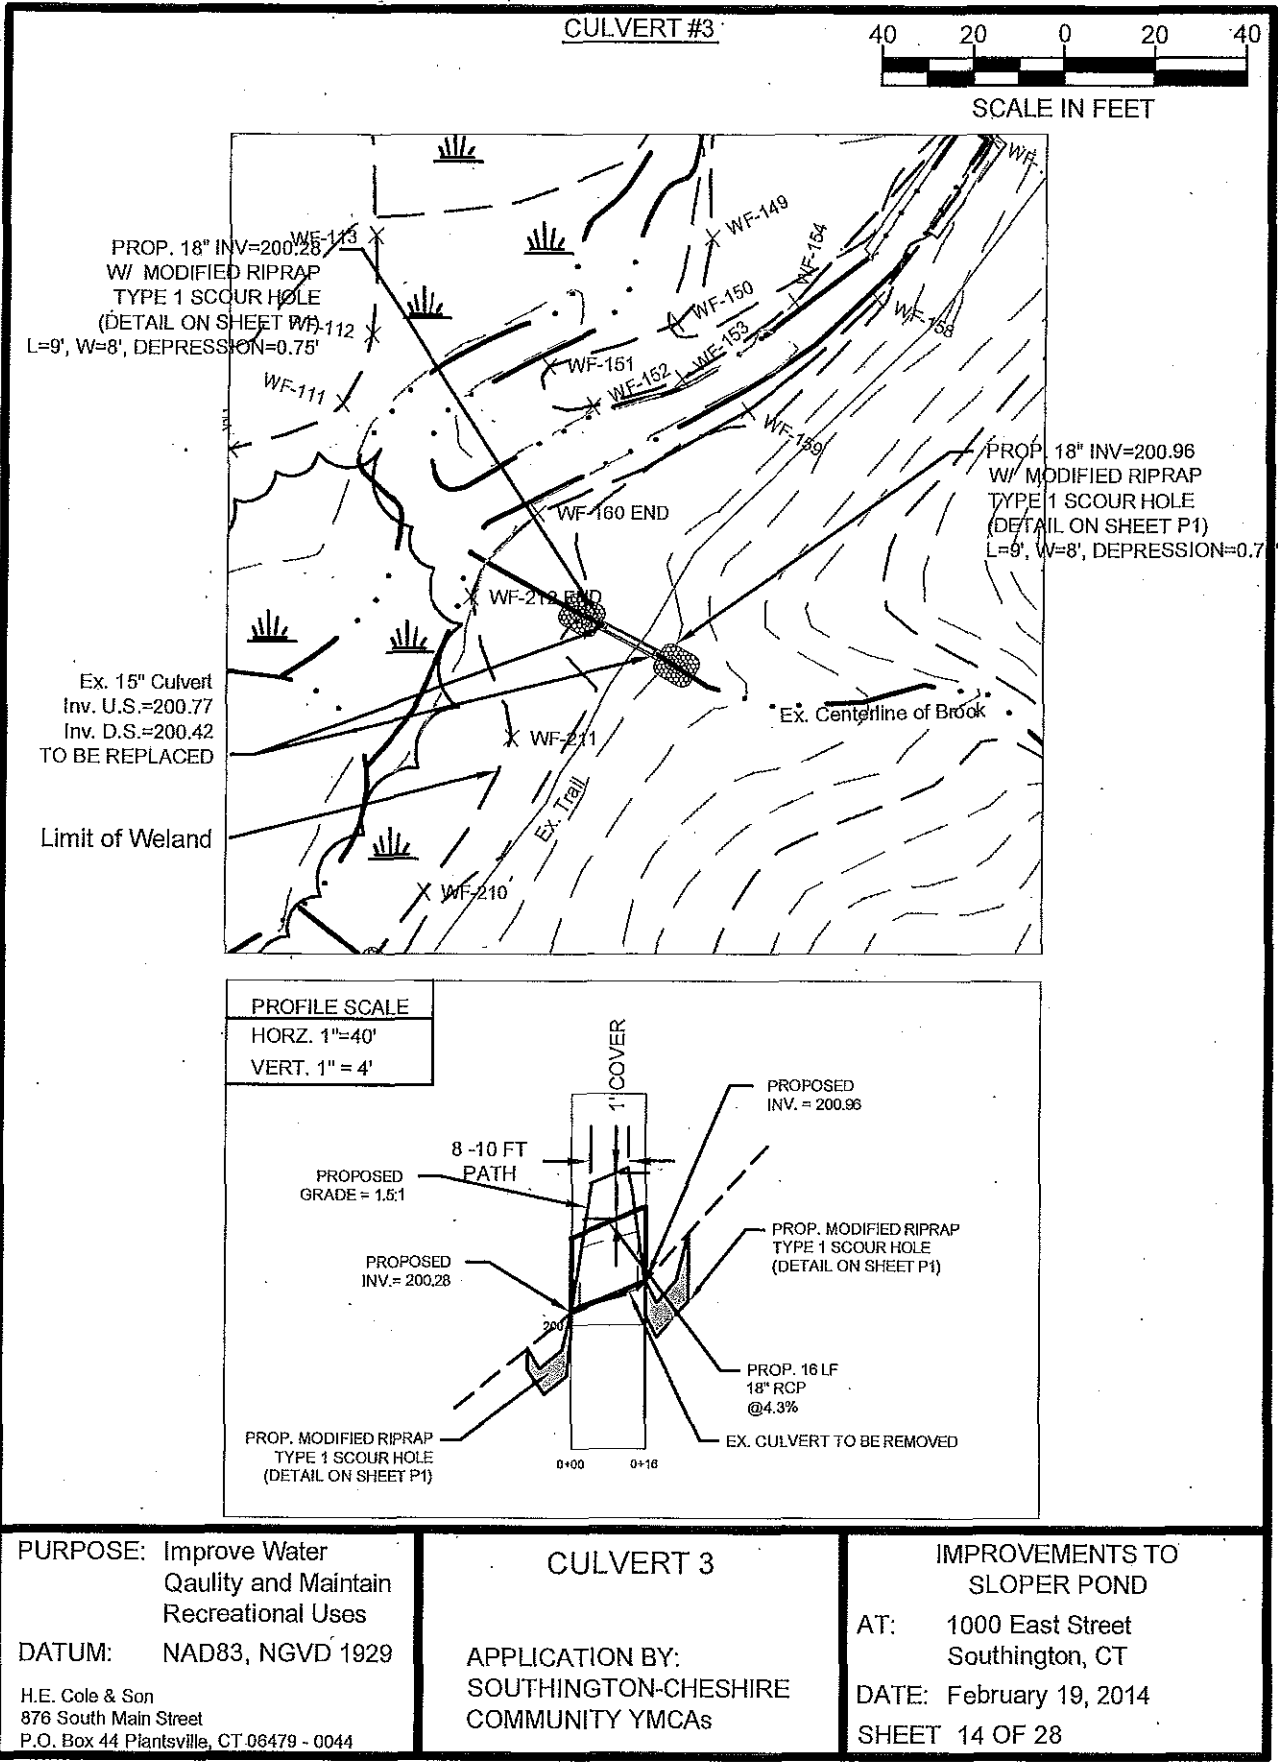 CULVERT #3
40 20 0 20 40
SCALE IN FEET
WF-113
PROP. 18" INV=200.28
W/ MODIFIED RIPRAP
TYPE 1 SCOUR HOLE
(DETAIL ON SHEET P1)
L=9', W=8', DEPRESSION=0.75'
WF-112
WF-111
WF-149
WF-154
WF-150
WF-153
WF-151
WF-152
WF-158
WF-159
WF-
PROP. 18" INV=200.96
W/ MODIFIED RIPRAP
TYPE 1 SCOUR HOLE
(DETAIL ON SHEET P1)
L=9', W=8', DEPRESSION=0.7
WF-160 END
WF-212 END
Ex. 15" Culvert
Inv. U.S.=200.77
Inv. D.S.=200.42
TO BE REPLACED
Ex. Centerline of Brook
WF-211
Ex. Trail
Limit of Weland
WF-210
PROFILE SCALE
HORZ. 1"=40'
VERT. 1" = 4'
1' COVER
PROPOSED
INV. = 200.96
8 -10 FT
PATH
PROPOSED
GRADE = 1.5:1
PROP. MODIFIED RIPRAP
TYPE 1 SCOUR HOLE
(DETAIL ON SHEET P1)
PROPOSED
INV.= 200.28
200
PROP. 16 LF
18" RCP
@4.3%
PROP. MODIFIED RIPRAP
TYPE 1 SCOUR HOLE
(DETAIL ON SHEET P1)
EX. CULVERT TO BE REMOVED
0+00 0+16
PURPOSE: Improve Water
Qaulity and Maintain
Recreational Uses
DATUM: NAD83, NGVD 1929
H.E. Cole & Son
876 South Main Street
P.O. Box 44 Plantsville, CT 06479 - 0044
CULVERT 3
APPLICATION BY:
SOUTHINGTON-CHESHIRE
COMMUNITY YMCAs
IMPROVEMENTS TO
SLOPER POND
AT: 1000 East Street
Southington, CT
DATE: February 19, 2014
SHEET 14 OF 28